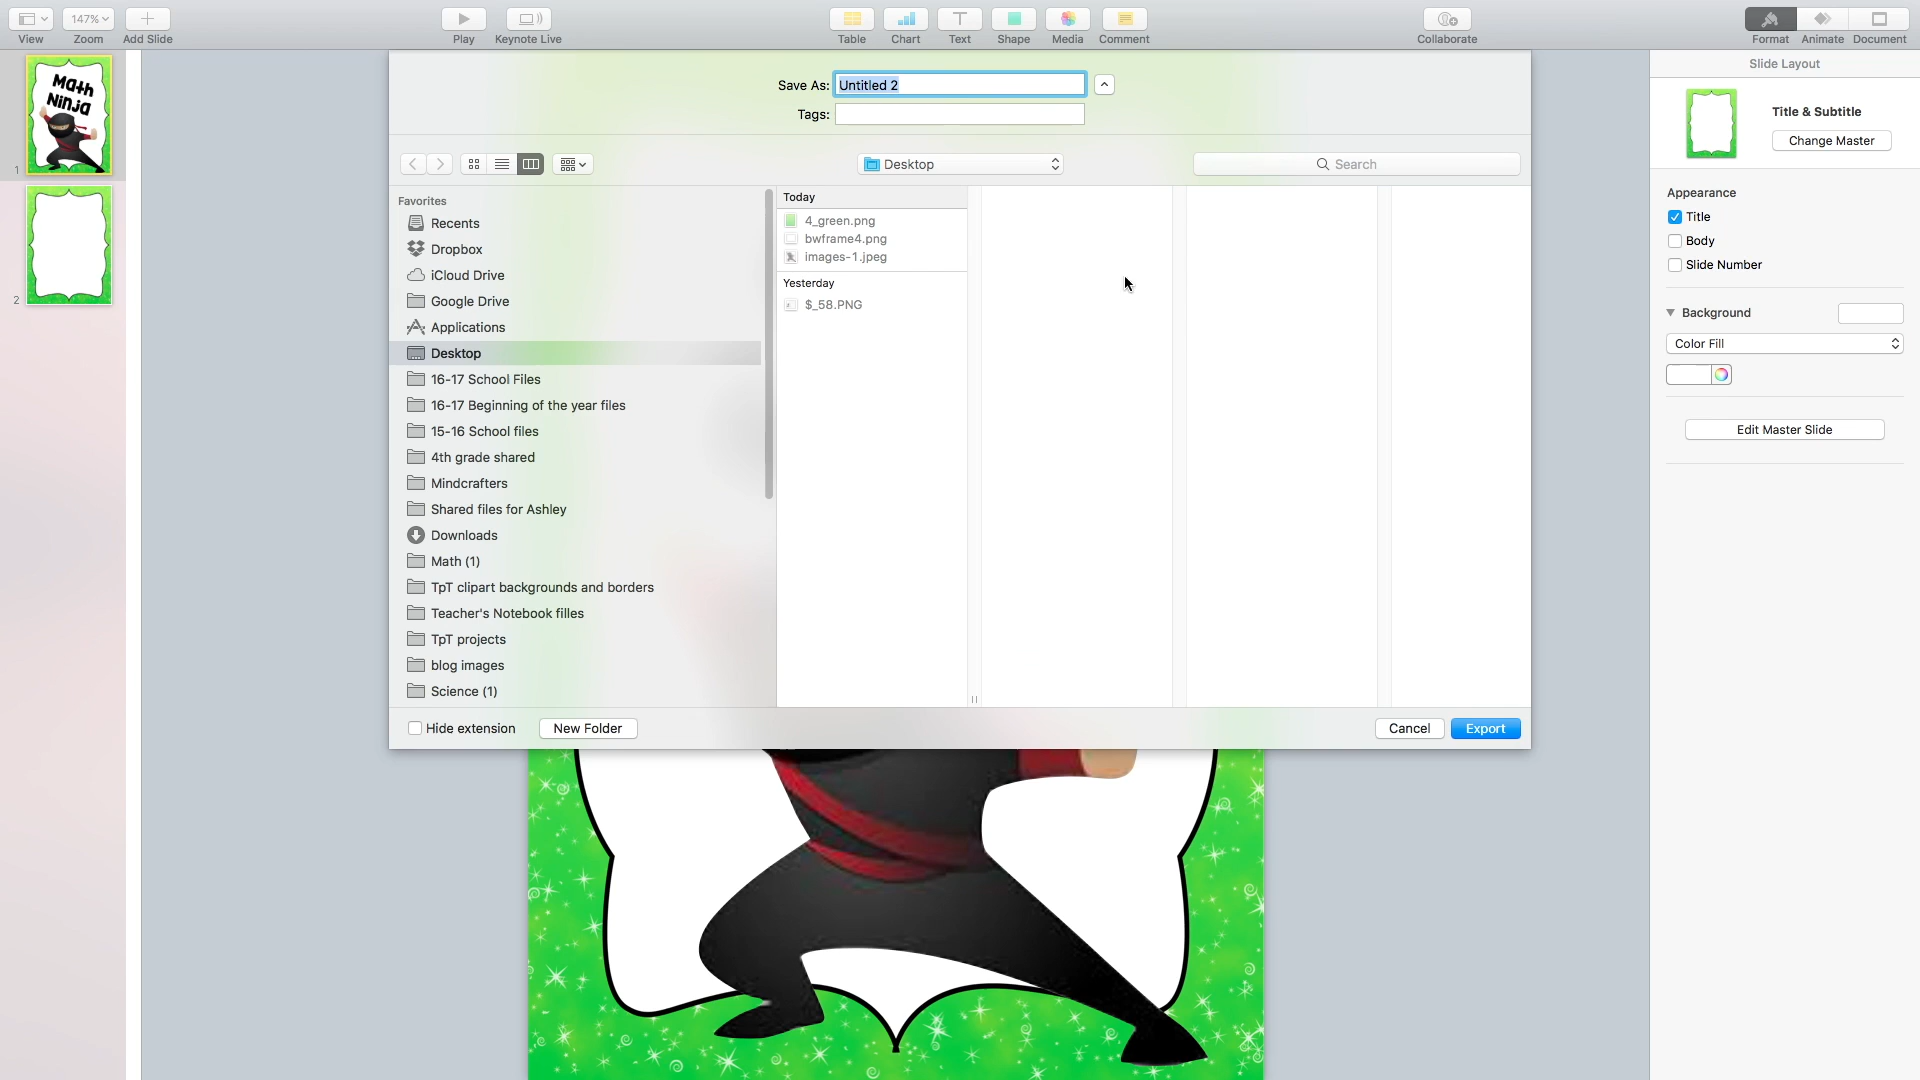 View
147%
Zoom
Add Slide
Play
Keynote Live
Table
Chart
Text
Shape
Media
Comment
Collaborate
Format
Animate
Document
Math
Ninja
1
2
Save As:
Untitled 2
Tags:
Desktop
Search
Favorites
Recents
Dropbox
iCloud Drive
Google Drive
Applications
Desktop
16-17 School Files
16-17 Beginning of the year files
15-16 School files
4th grade shared
Mindcrafters
Shared files for Ashley
Downloads
Math (1)
TpT clipart backgrounds and borders
Teacher's Notebook filles
TpT projects
blog images
Science (1)
Today
4_green.png
bwframe4.png
images-1.jpeg
Yesterday
$_58.PNG
Hide extension
New Folder
Cancel
Export
Slide Layout
Title & Subtitle
Change Master
Appearance
Title
Body
Slide Number
Background
Color Fill
Edit Master Slide